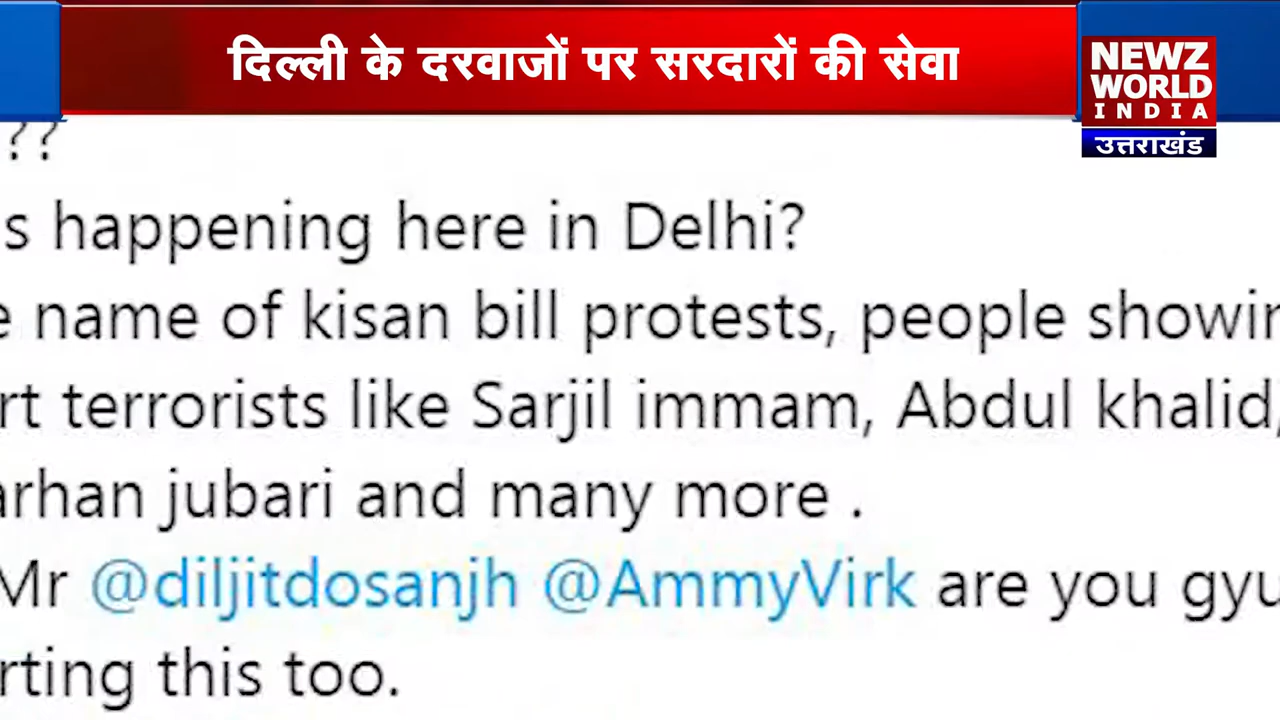 दिल्ली के दरवाजों पर सरदारों की सेवा
NEWZ
WORLD
INDIA
उत्तराखंड
??
s happening here in Delhi?
e name of kisan bill protests, people showin
rt terrorists like Sarjil immam, Abdul khalid,
arhan jubari and many more .
Mr @diljitdosanjh @AmmyVirk are you gyu
rting this too.